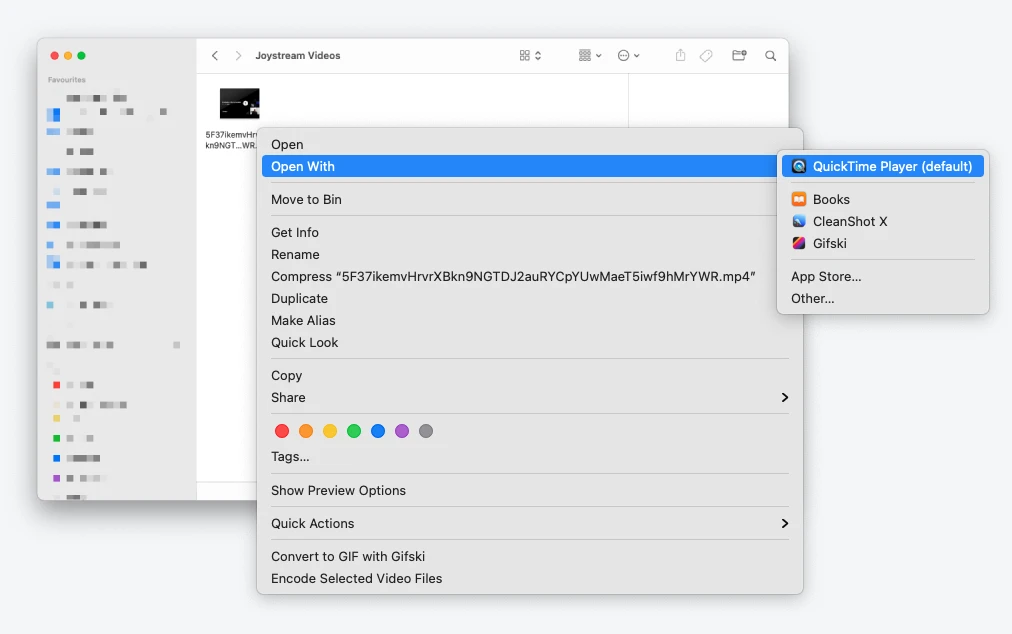 Joystream Videos
Favourites
5F37ikemvHrv
kn9NGT...WR.
Open
Open With
Move to Bin
Get Info
Rename
Compress “5F37ikemvHrvrXBkn9NGTDJ2auRYCpYUwMaeT5iwf9hMrYWR.mp4”
Duplicate
Make Alias
Quick Look
Copy
Share
Tags...
Show Preview Options
Quick Actions
Convert to GIF with Gifski
Encode Selected Video Files
QuickTime Player (default)
Books
CleanShot X
Gifski
App Store...
Other...